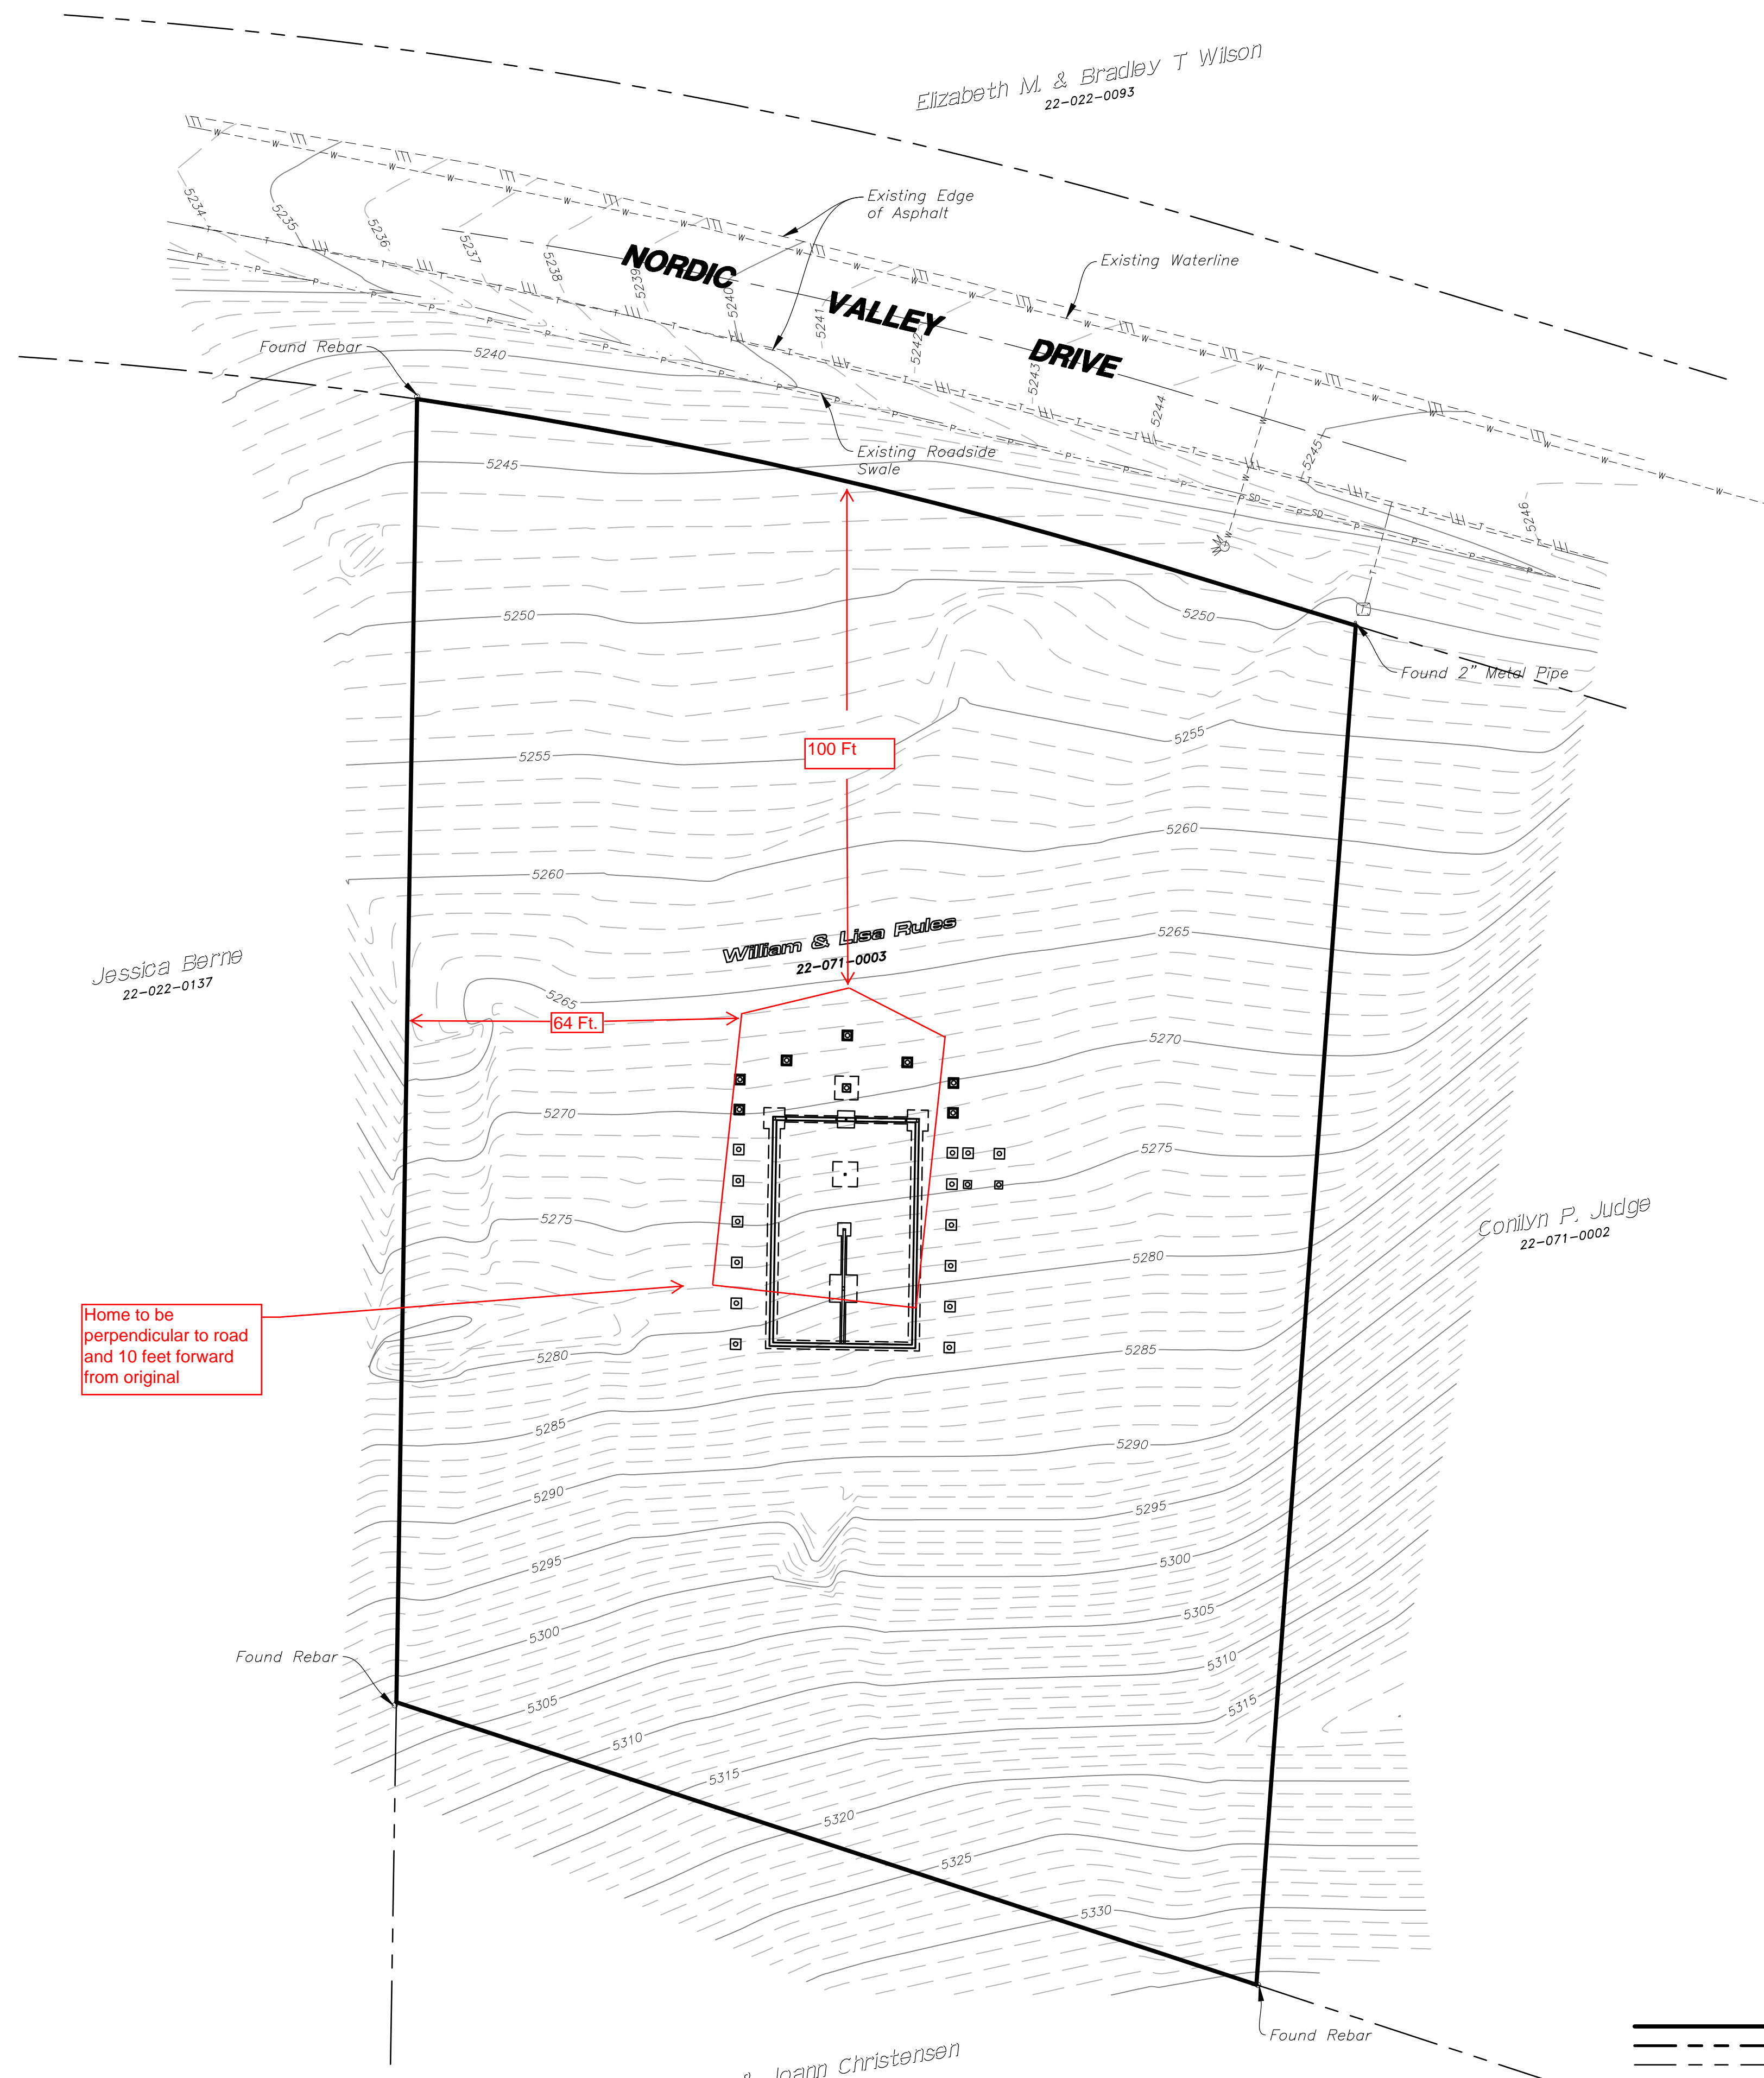 Elizabeth M. & Bradley T Wilson
22-022-0093
Existing Edge
of Asphalt
Existing Waterline
5234
5235
5236
5237
5238
5239
5240
5241
5242
5243
5244
5245
5246
NORDIC VALLEY DRIVE
Found Rebar
5240
Existing Roadside
Swale
5245
SD
SD
5250
5250
T
Found 2" Metal Pipe
100 Ft
5255
5255
5260
5260
William & Lisa Rules
22-071-0003
5265
5265
Jessica Berne
22-022-0137
64 Ft.
5270
5270
5275
5275
Conilyn P. Judge
22-071-0002
5280
5280
Home to be
perpendicular to road
and 10 feet forward
from original
5285
5285
5290
5290
5295
5295
5300
5300
5305
5305
Found Rebar
5310
5310
5315
5315
5320
5325
5330
Found Rebar
& Joann Christensen